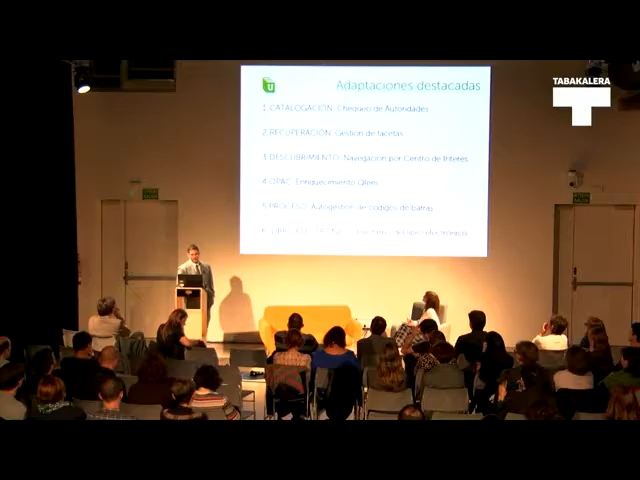 TABAKALERA
Adaptaciones destacadas
1. CATALOGACIÓN: Chequeo de Autoridades
2. RECUPERACIÓN: Gestión de facetas
3. DESCUBRIMIENTO: Navegación por Centro de Interés
4. OPAC: Enriquecimiento
5. PROCESO: Autogestión de códigos de barras
6.